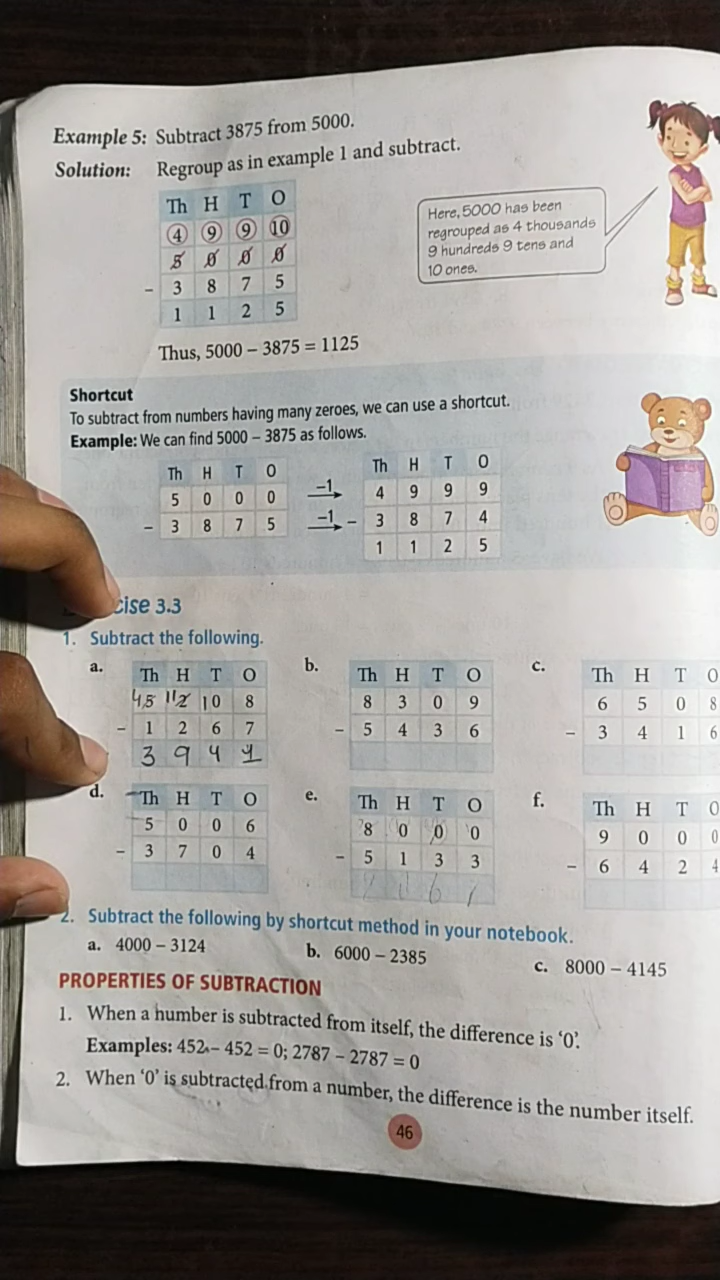 Example 5: Subtract 3875 from 5000.
Solution: Regroup as in example 1 and subtract.
Th H T O
4 9 9 10
5 0 0 0
– 3 8 7 5
1 1 2 5
Here, 5000 has been
regrouped as 4 thousands
9 hundreds 9 tens and
10 ones.
Thus, 5000 – 3875 = 1125
Shortcut
To subtract from numbers having many zeroes, we can use a shortcut.
Example: We can find 5000 – 3875 as follows.
Th H T O
5 0 0 0
– 3 8 7 5
–1
–1
Th H T O
4 9 9 9
– 3 8 7 4
1 1 2 5
cise 3.3
1. Subtract the following.
a. Th H T O
45 112 10 8
– 1 2 6 7
3 9 4 1
b. Th H T O
8 3 0 9
– 5 4 3 6
c. Th H T O
6 5 0 8
– 3 4 1 6
d. Th H T O
5 0 0 6
– 3 7 0 4
e. Th H T O
8 0 0 0
– 5 1 3 3
f. Th H T O
9 0 0 0
– 6 4 2 4
2. Subtract the following by shortcut method in your notebook.
a. 4000 – 3124 b. 6000 – 2385 c. 8000 – 4145
PROPERTIES OF SUBTRACTION
1. When a number is subtracted from itself, the difference is ‘0’.
Examples: 452 – 452 = 0; 2787 – 2787 = 0
2. When ‘0’ is subtracted from a number, the difference is the number itself.
46